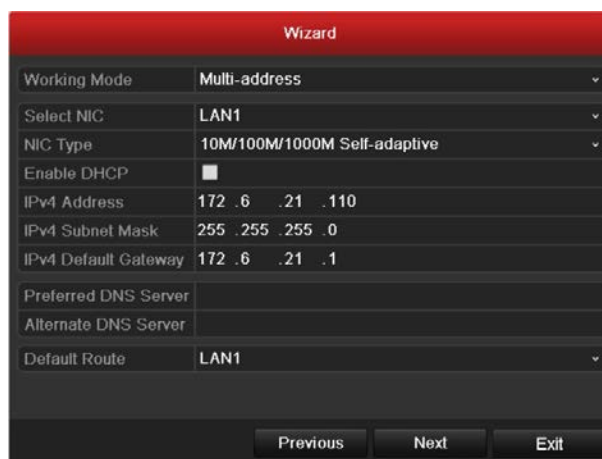 Wizard
Working Mode Multi-address
Select NIC LAN1
NIC Type 10M/100M/1000M Self-adaptive
Enable DHCP
IPv4 Address 172 .6 .21 .110
IPv4 Subnet Mask 255 .255 .255 .0
IPv4 Default Gateway 172 .6 .21 .1
Preferred DNS Server
Alternate DNS Server
Default Route LAN1
Previous Next Exit